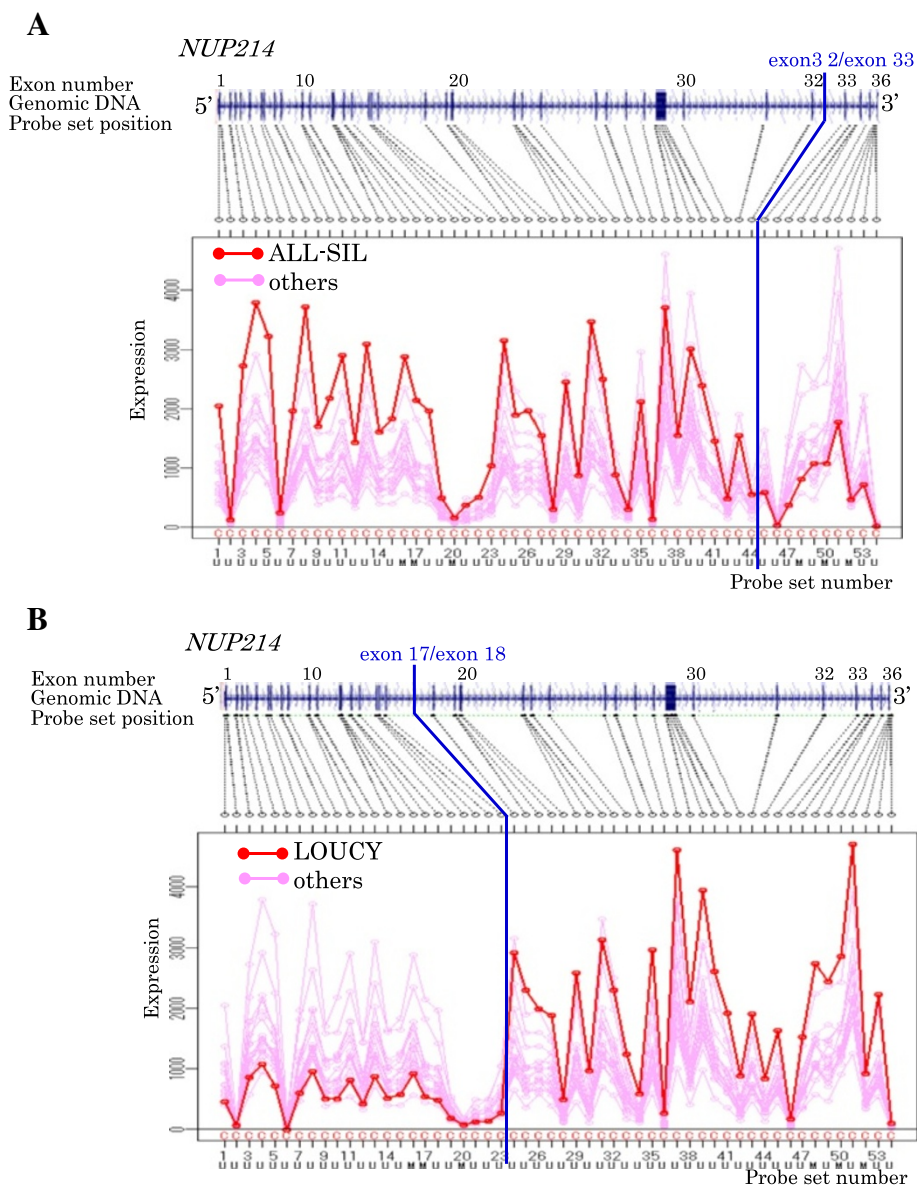 A
NUP214
exon3 2/exon 33
Exon number 1 10 20 30 32 33 36
Genomic DNA 5’ 3’
Probe set position
ALL-SIL
others
Expression
4000
3000
2000
1000
0
C C C C C C C C C C C C C C C C C C C C C C C C C C C C C C C C C C C C C C C C C C C C C C C C C C C C C C
1 3 5 7 9 11 14 17 20 23 26 29 32 35 38 41 44 47 50 53
Probe set number
B
NUP214
exon 17/exon 18
Exon number 1 10 20 30 32 33 36
Genomic DNA 5’ 3’
Probe set position
LOUCY
others
Expression
4000
3000
2000
1000
0
C C C C C C C C C C C C C C C C C C C C C C C C C C C C C C C C C C C C C C C C C C C C C C C C C C C C C C
1 3 5 7 9 11 14 17 20 23 26 29 32 35 38 41 44 47 50 53
Probe set number